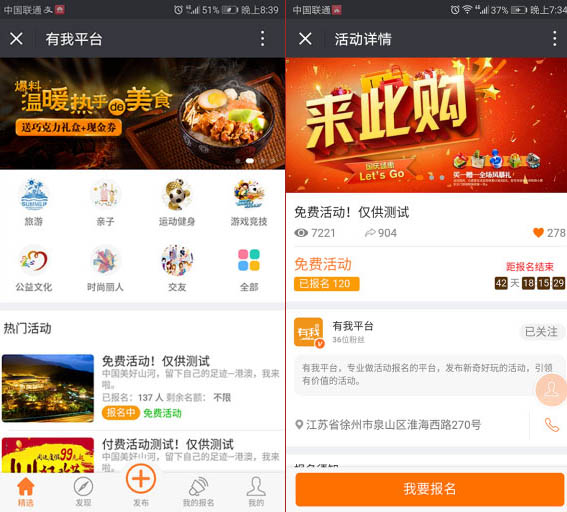 中国联通
51% 晚上8:39
有我平台
爆料
温暖热乎de美食
送巧克力礼盒+现金券
旅游
亲子
运动健身
游戏竞技
公益文化
时尚丽人
交友
全部
热门活动
免费活动！仅供测试
中国美好山河，留下自己的足迹--港澳，我来
啦。
已报名：137 人 剩余名额： 不限
报名中 免费活动
付费活动测试！仅供测试
中国美好山河，留下自己的足迹--港澳，我来
精选
发现
发布
我的报名
我的
中国联通
37% 晚上7:34
活动详情
来此购
国庆钜惠
Let's Go
免费活动！仅供测试
7221
904
278
免费活动
距报名结束
已报名 120
42 天 18 15 29
有我
有我平台
36位粉丝
已关注
有我平台，专业做活动报名的平台，发布新奇好玩的活动，引领
有价值的活动。
江苏省徐州市泉山区淮海西路270号
报名须知
我要报名